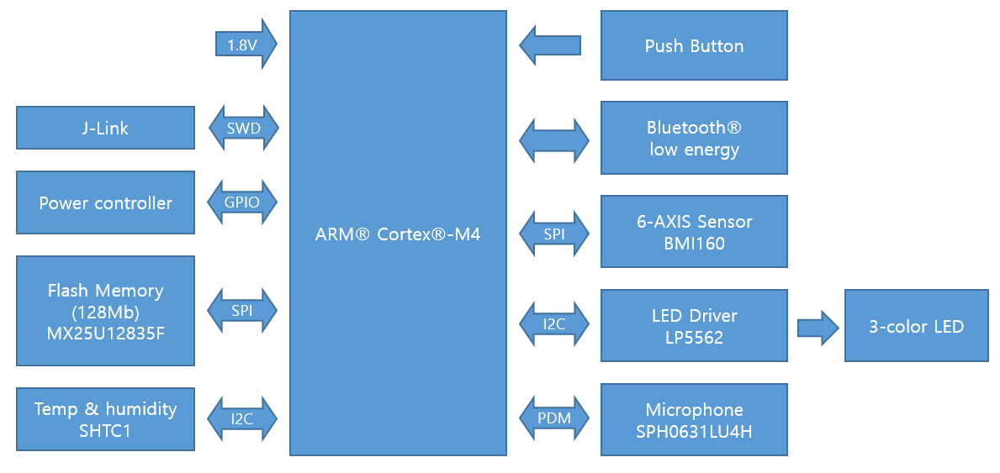 1.8V
J-Link
SWD
Power controller
GPIO
Flash Memory
(128Mb)
MX25U12835F
SPI
Temp & humidity
SHTC1
I2C
ARM® Cortex®-M4
Push Button
Bluetooth®
low energy
SPI
6-AXIS Sensor
BMI160
I2C
LED Driver
LP5562
3-color LED
PDM
Microphone
SPH0631LU4H